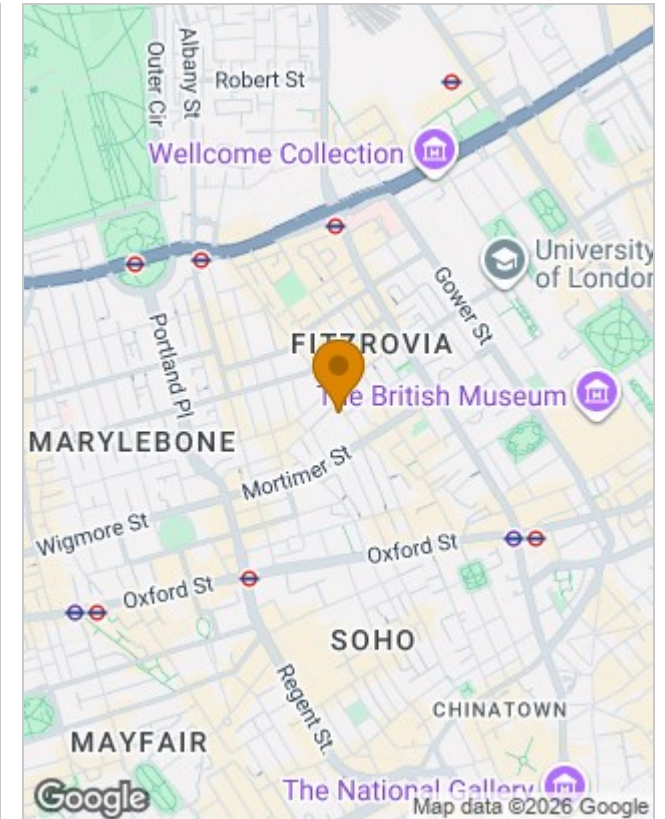 Albany St
Outer Cir
Robert St
Wellcome Collection
University
of London
Gower St
FITZROVIA
Portland Pl
The British Museum
MARYLEBONE
Mortimer St
Wigmore St
Oxford St
Oxford St
SOHO
Regent St.
CHINATOWN
MAYFAIR
The National Gallery
Google
Map data ©2026 Google